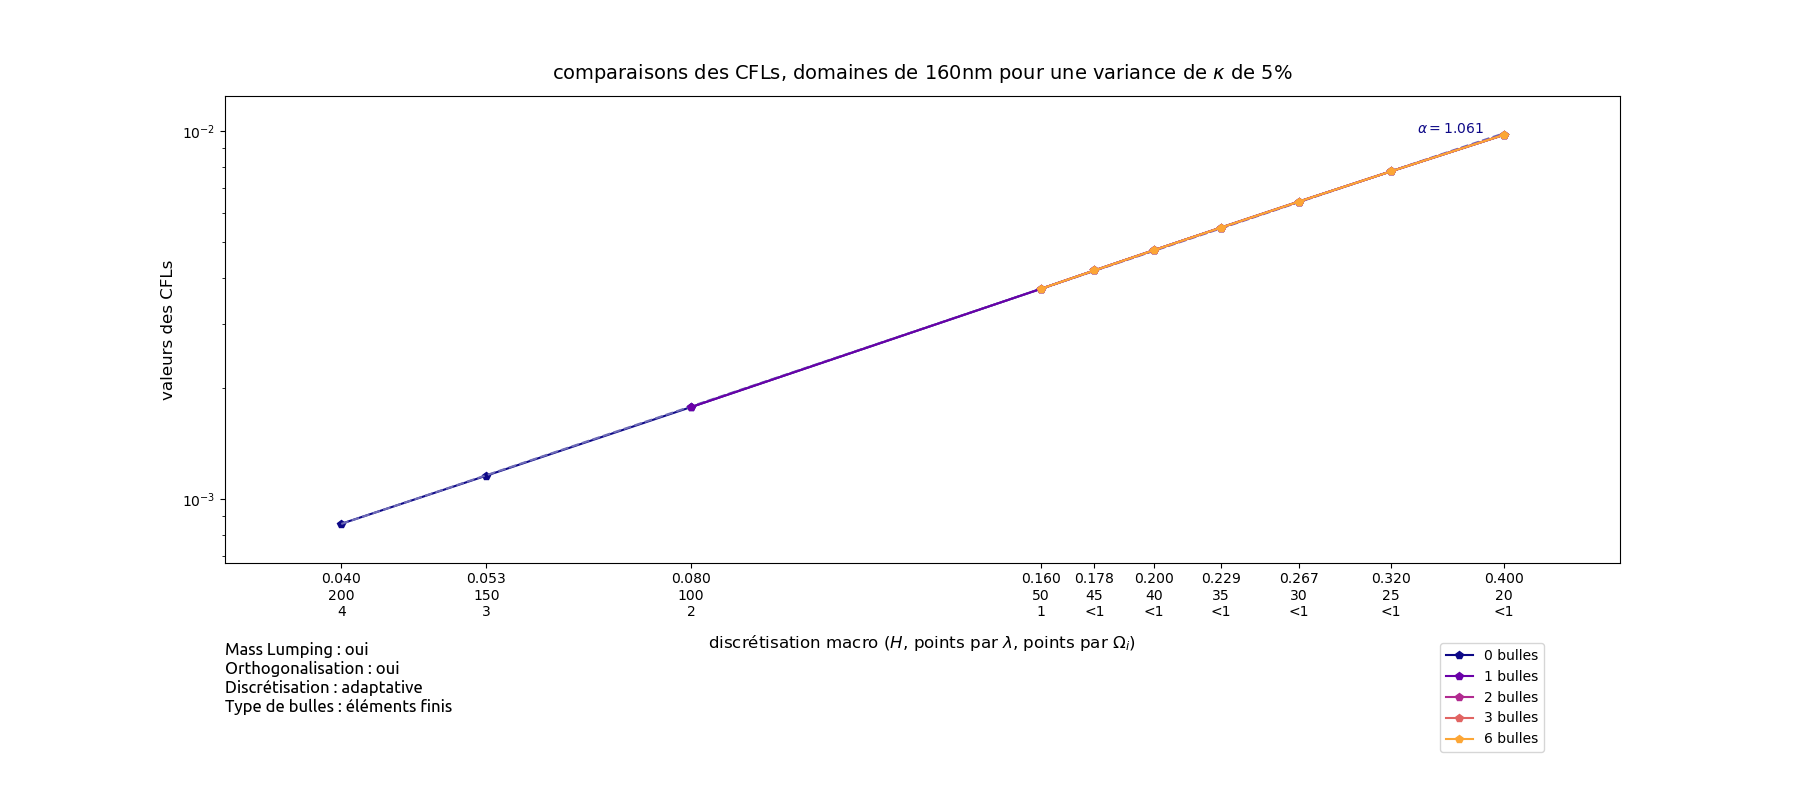 comparaisons des CFLs, domaines de 160nm pour une variance de κ de 5%
valeurs des CFLs
10⁻²
10⁻³
α = 1.061
0.040 0.053 0.080 0.160 0.178 0.200 0.229 0.267 0.320 0.400
200 150 100 50 45 40 35 30 25 20
4 3 2 1 <1 <1 <1 <1 <1 <1
discrétisation macro (H, points par λ, points par Ωᵢ)
Mass Lumping : oui
Orthogonalisation : oui
Discrétisation : adaptative
Type de bulles : éléments finis
0 bulles
1 bulles
2 bulles
3 bulles
6 bulles